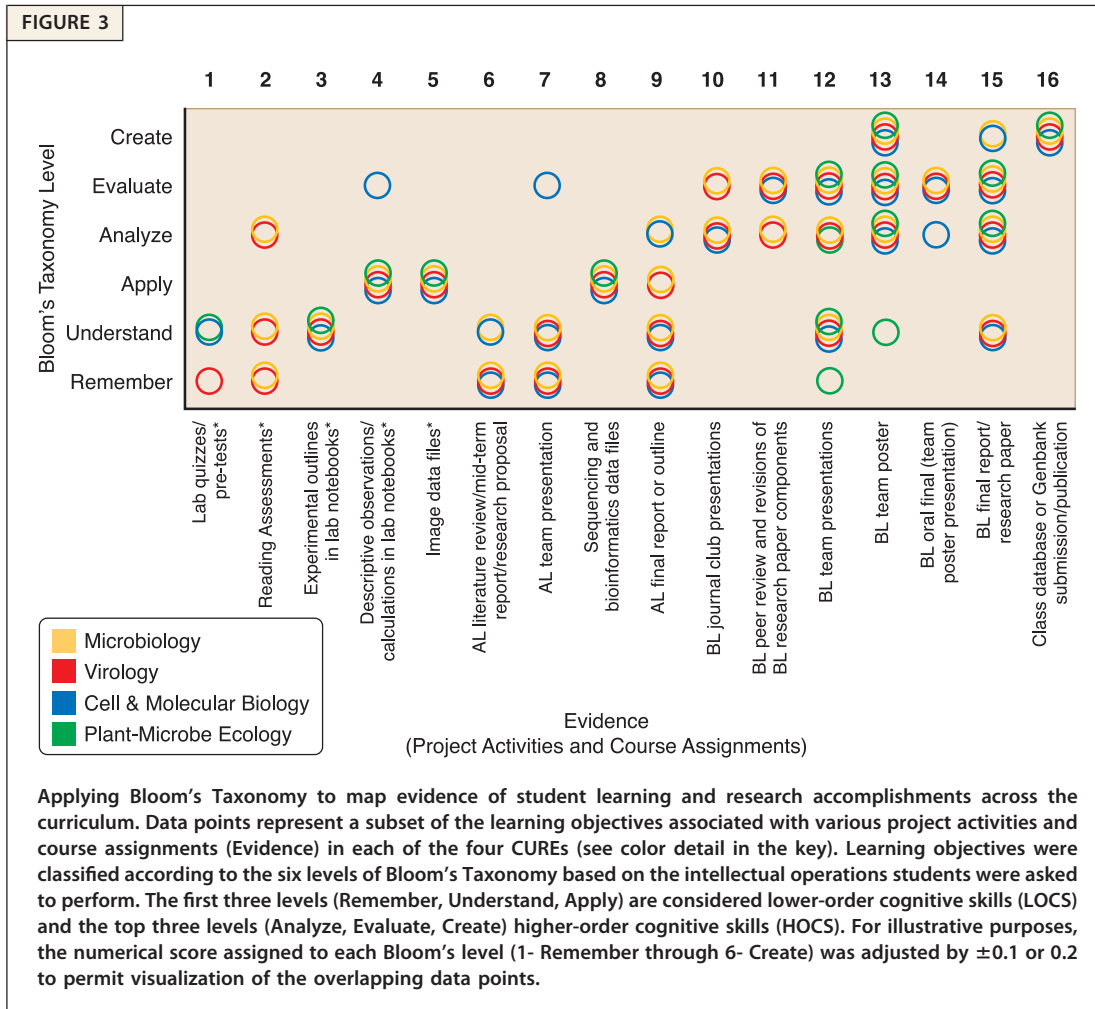 FIGURE 3
1 2 3 4 5 6 7 8 9 10 11 12 13 14 15 16
Bloom's Taxonomy Level
Create
Evaluate
Analyze
Apply
Understand
Remember
Lab quizzes/
pre-tests*
Reading Assessments*
Experimental outlines
in lab notebooks*
Descriptive observations/
calculations in lab notebooks*
Image data files*
AL literature review/mid-term
report/research proposal
AL team presentation
Sequencing and
bioinformatics data files
AL final report or outline
BL journal club presentations
BL peer review and revisions of
BL research paper components
BL team presentations
BL team poster
BL oral final (team
poster presentation)
BL final report/
research paper
Class database or Genbank
submission/publication
Microbiology
Virology
Cell & Molecular Biology
Plant-Microbe Ecology
Evidence
(Project Activities and Course Assignments)
Applying Bloom's Taxonomy to map evidence of student learning and research accomplishments across the
curriculum. Data points represent a subset of the learning objectives associated with various project activities and
course assignments (Evidence) in each of the four CUREs (see color detail in the key). Learning objectives were
classified according to the six levels of Bloom's Taxonomy based on the intellectual operations students were asked
to perform. The first three levels (Remember, Understand, Apply) are considered lower-order cognitive skills (LOCS)
and the top three levels (Analyze, Evaluate, Create) higher-order cognitive skills (HOCS). For illustrative purposes,
the numerical score assigned to each Bloom's level (1- Remember through 6- Create) was adjusted by ±0.1 or 0.2
to permit visualization of the overlapping data points.